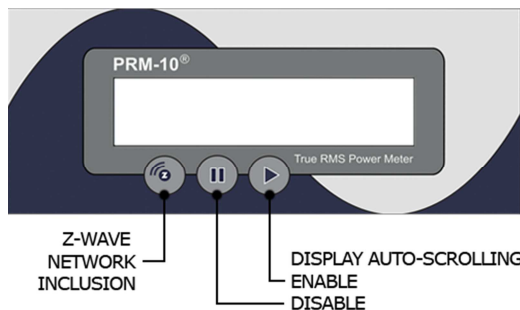 PRM-10®
True RMS Power Meter
z
Z-WAVE
NETWORK
INCLUSION
DISPLAY AUTO-SCROLLING
ENABLE
DISABLE